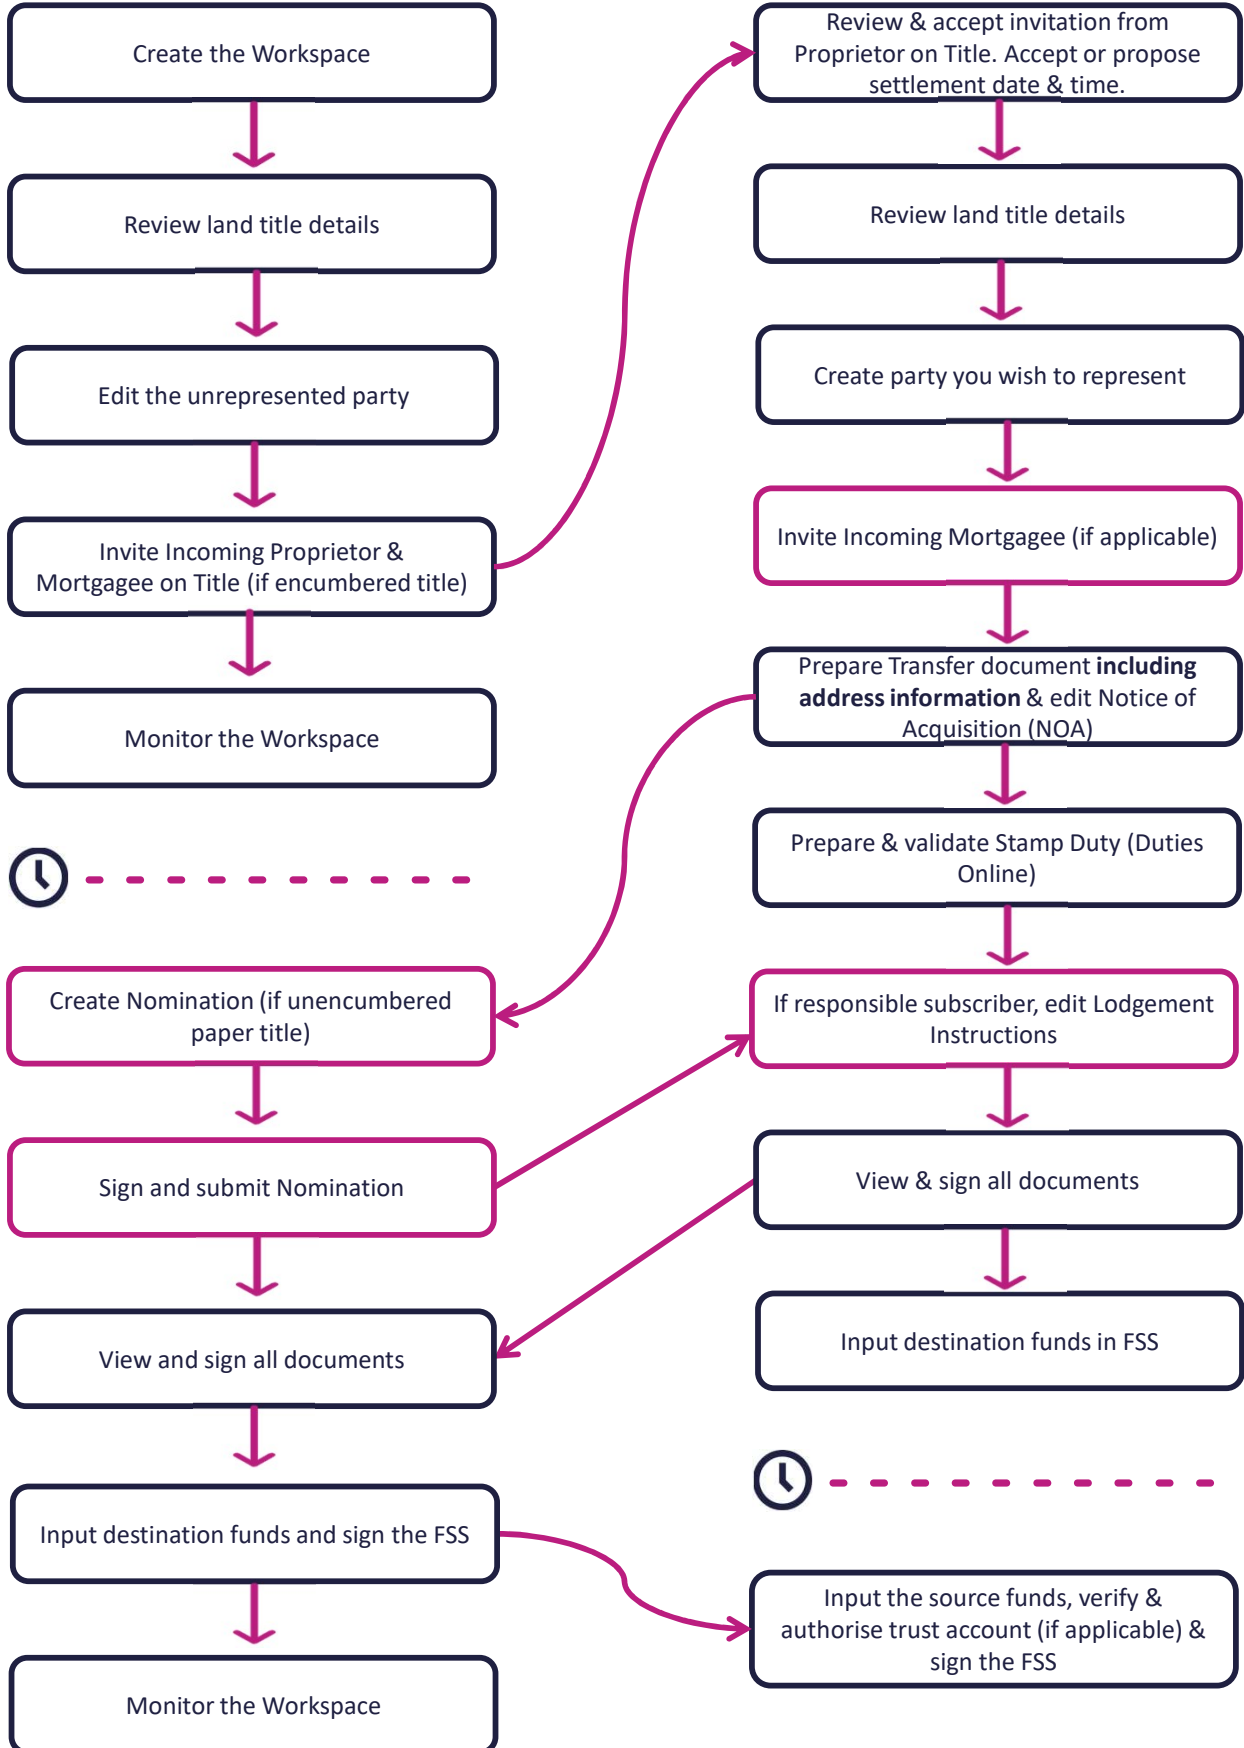 Create the Workspace
Review land title details
Edit the unrepresented party
Invite Incoming Proprietor &
Mortgagee on Title (if encumbered title)
Monitor the Workspace
Create Nomination (if unencumbered
paper title)
Sign and submit Nomination
View and sign all documents
Input destination funds and sign the FSS
Monitor the Workspace
Review & accept invitation from
Proprietor on Title. Accept or propose
settlement date & time.
Review land title details
Create party you wish to represent
Invite Incoming Mortgagee (if applicable)
Prepare Transfer document including
address information & edit Notice of
Acquisition (NOA)
Prepare & validate Stamp Duty (Duties
Online)
If responsible subscriber, edit Lodgement
Instructions
View & sign all documents
Input destination funds in FSS
Input the source funds, verify &
authorise trust account (if applicable) &
sign the FSS